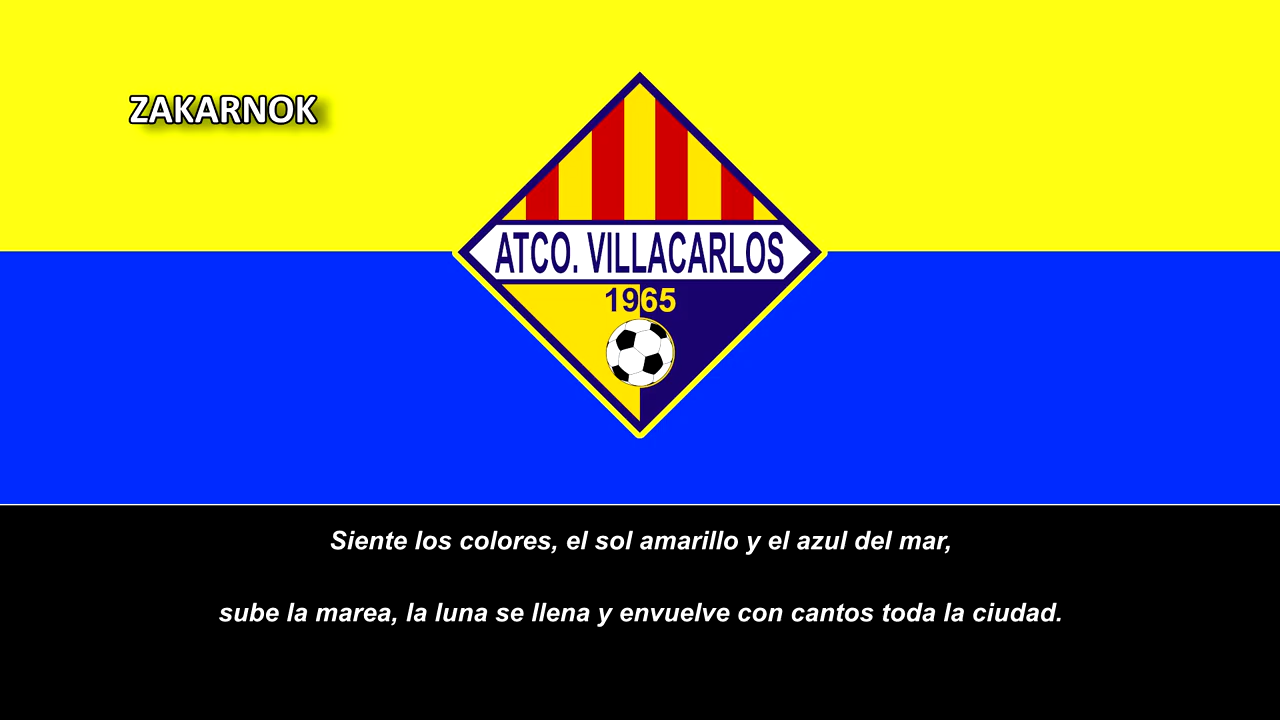 ZAKARNOK
ATCO. VILLACARLOS
1965
Siente los colores, el sol amarillo y el azul del mar,
sube la marea, la luna se llena y envuelve con cantos toda la ciudad.